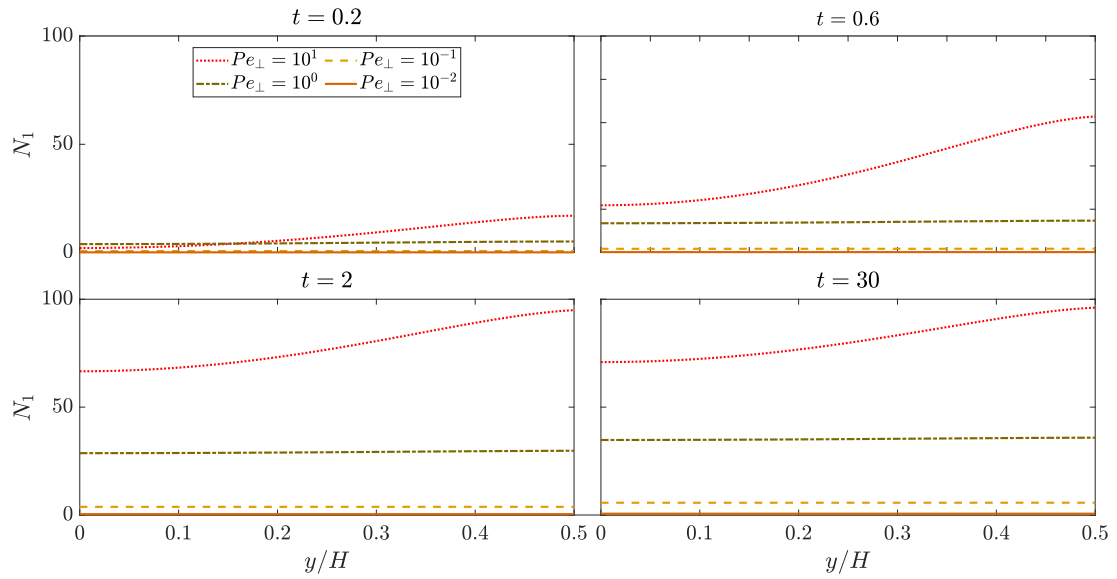 t = 0.2
t = 0.6
100
50
0
N₁
Pe⊥ = 10¹
Pe⊥ = 10⁻¹
Pe⊥ = 10⁰
Pe⊥ = 10⁻²
t = 2
t = 30
100
50
0
N₁
0 0.1 0.2 0.3 0.4 0.5
0 0.1 0.2 0.3 0.4 0.5
y/H
y/H